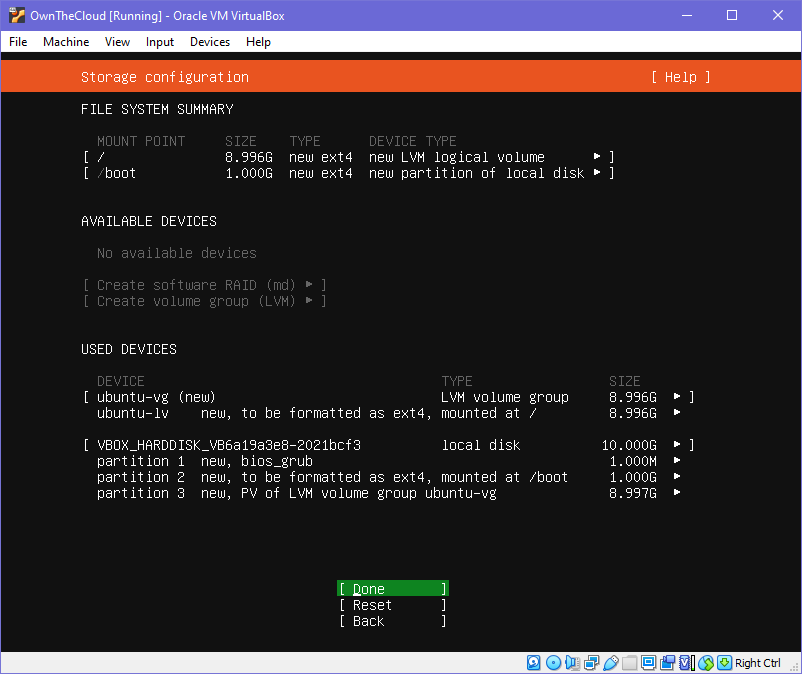 OwnTheCloud [Running] - Oracle VM VirtualBox
File Machine View Input Devices Help
Storage configuration [ Help ]
FILE SYSTEM SUMMARY
MOUNT POINT SIZE TYPE DEVICE TYPE
[ / 8.996G new ext4 new LVM logical volume ▸ ]
[ /boot 1.000G new ext4 new partition of local disk ▸ ]
AVAILABLE DEVICES
No available devices
[ Create software RAID (md) ▸ ]
[ Create volume group (LVM) ▸ ]
USED DEVICES
DEVICE TYPE SIZE
[ ubuntu-vg (new) LVM volume group 8.996G ▸ ]
ubuntu-lv new, to be formatted as ext4, mounted at / 8.996G ▸
[ VBOX_HARDDISK_VB6a19a3e8-2021bcf3 local disk 10.000G ▸ ]
partition 1 new, bios_grub 1.000M ▸
partition 2 new, to be formatted as ext4, mounted at /boot 1.000G ▸
partition 3 new, PV of LVM volume group ubuntu-vg 8.997G ▸
[ Done ]
[ Reset ]
[ Back ]
Right Ctrl